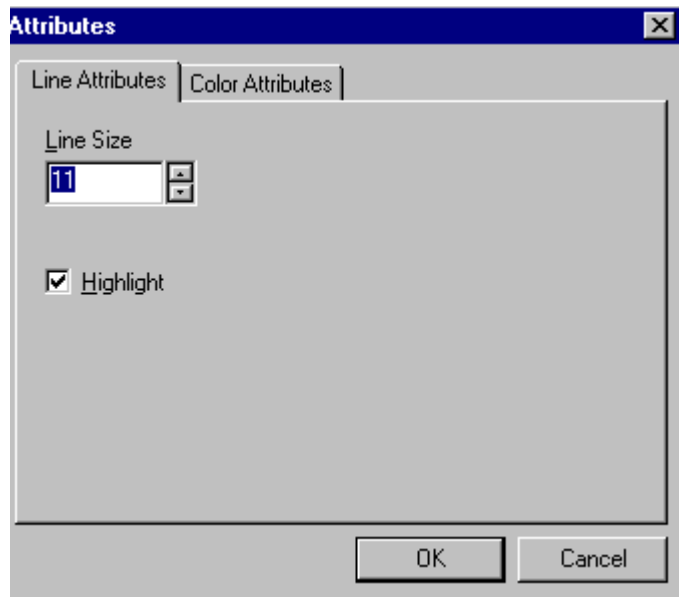 Attributes
Line Attributes Color Attributes
Line Size
11
Highlight
OK Cancel